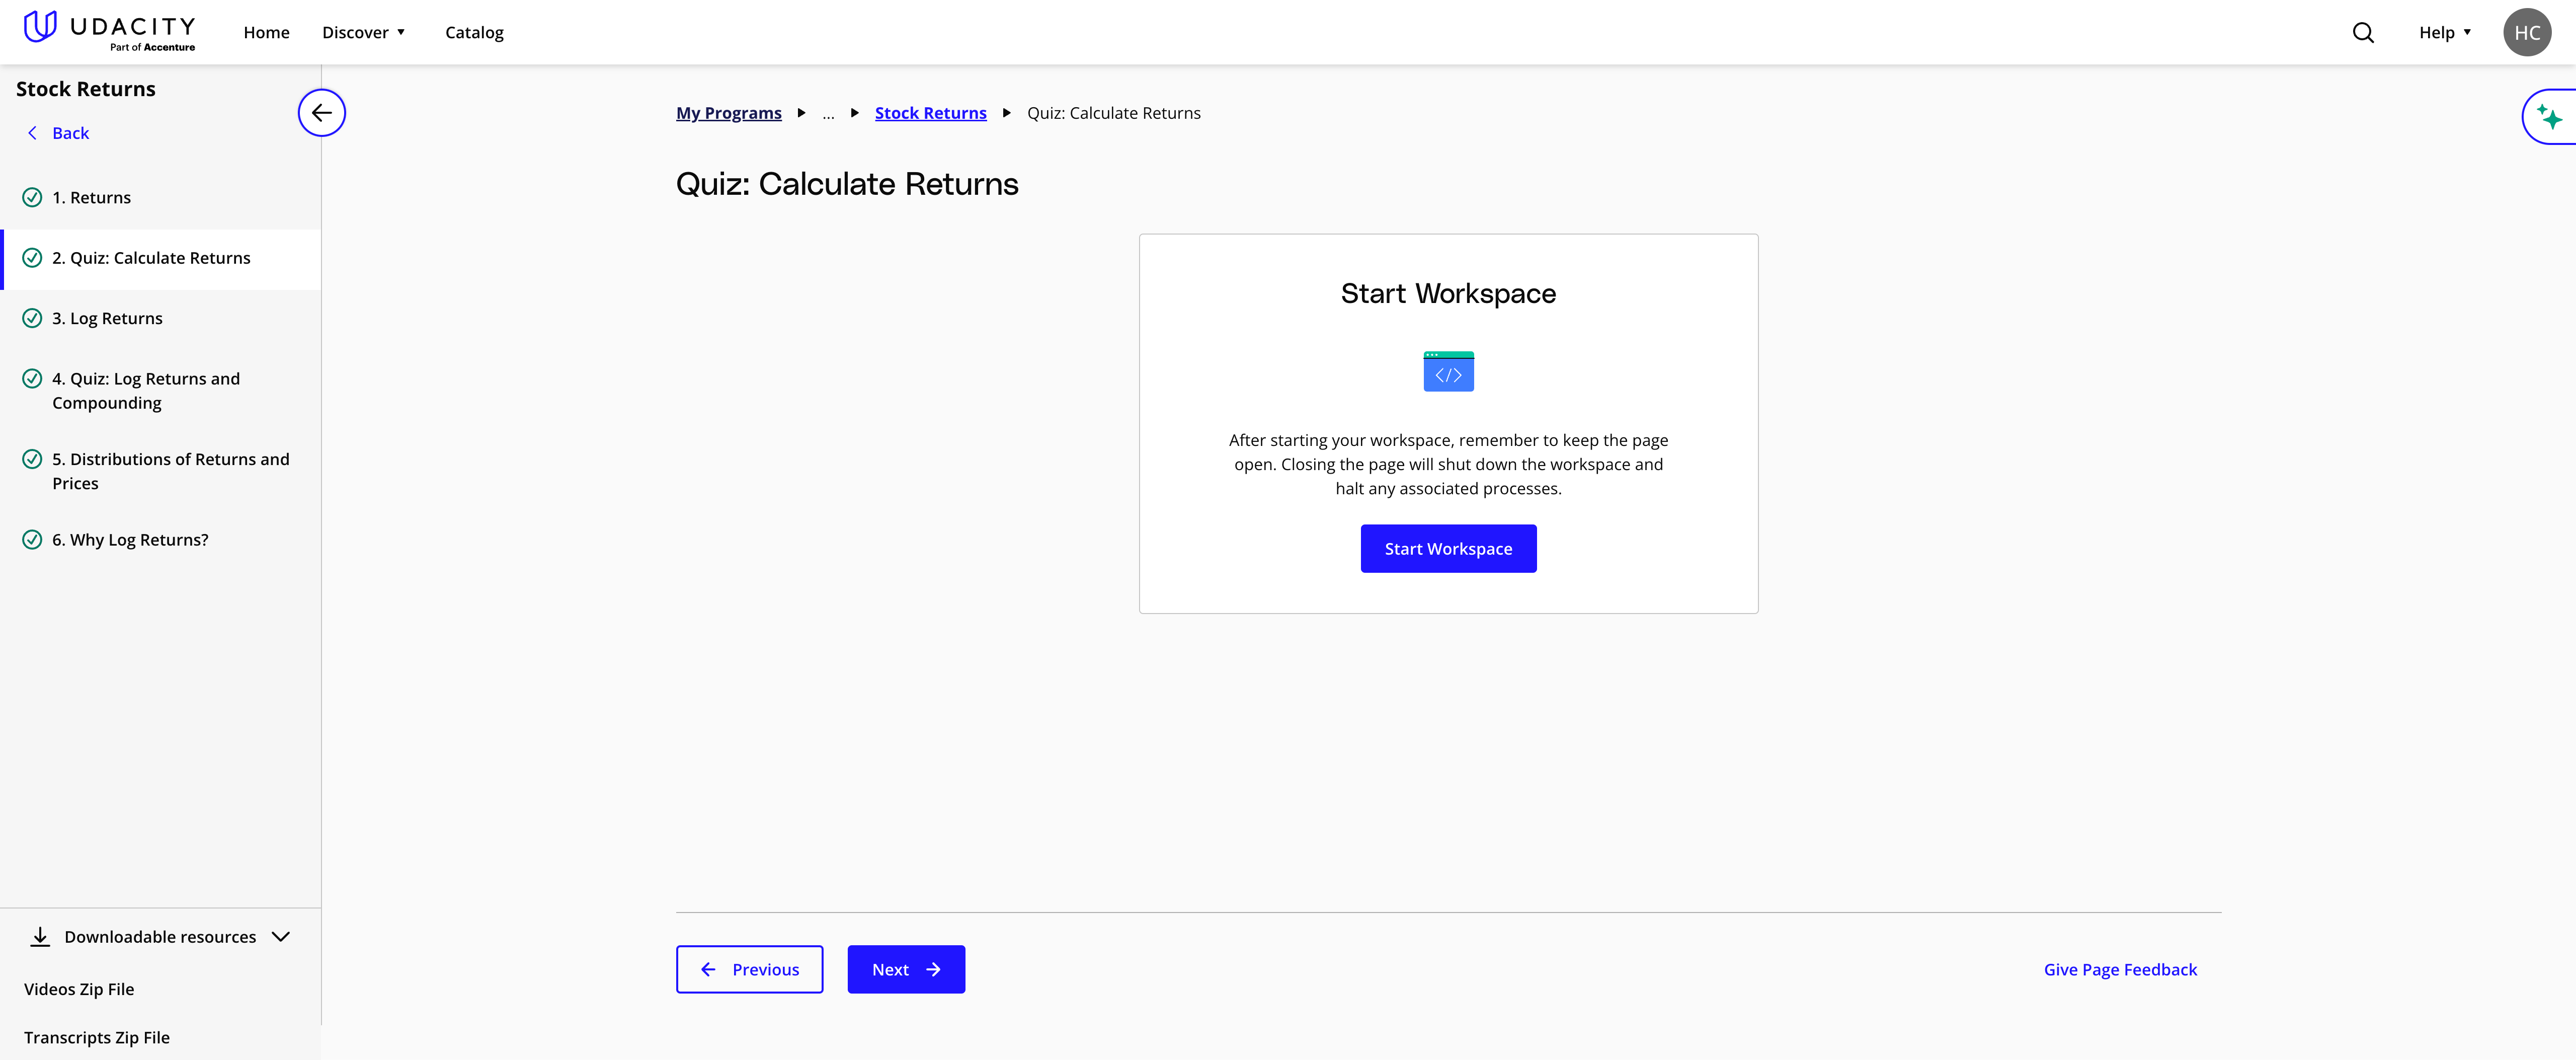 UDACITY
Part of Accenture
Home
Discover
Catalog
Help
HC
Stock Returns
Back
1. Returns
2. Quiz: Calculate Returns
3. Log Returns
4. Quiz: Log Returns and
Compounding
5. Distributions of Returns and
Prices
6. Why Log Returns?
Downloadable resources
Videos Zip File
Transcripts Zip File
My Programs ... Stock Returns Quiz: Calculate Returns
Quiz: Calculate Returns
Start Workspace
</>
After starting your workspace, remember to keep the page
open. Closing the page will shut down the workspace and
halt any associated processes.
Start Workspace
Previous
Next
Give Page Feedback